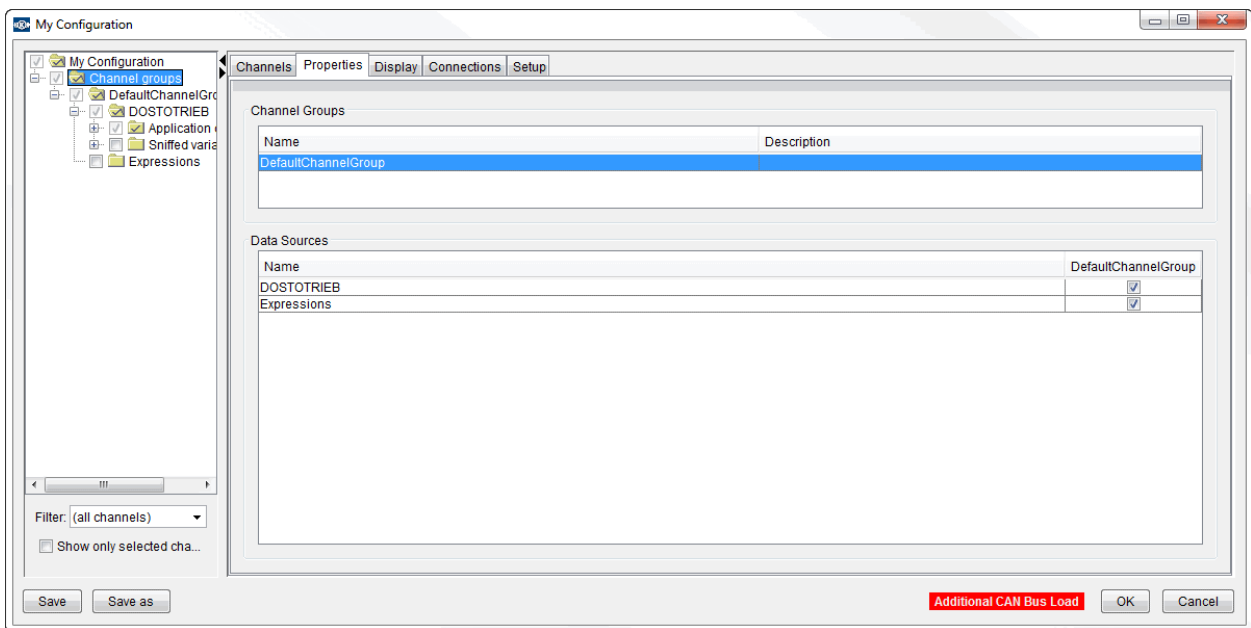 My Configuration
My Configuration
Channel groups
DefaultChannelGrc
DOSTOTRIEB
Application
Sniffed varia
Expressions
Filter: (all channels)
Show only selected cha...
Channels Properties Display Connections Setup
Channel Groups
Name Description
DefaultChannelGroup
Data Sources
Name DefaultChannelGroup
DOSTOTRIEB
Expressions
Save Save as Additional CAN Bus Load OK Cancel